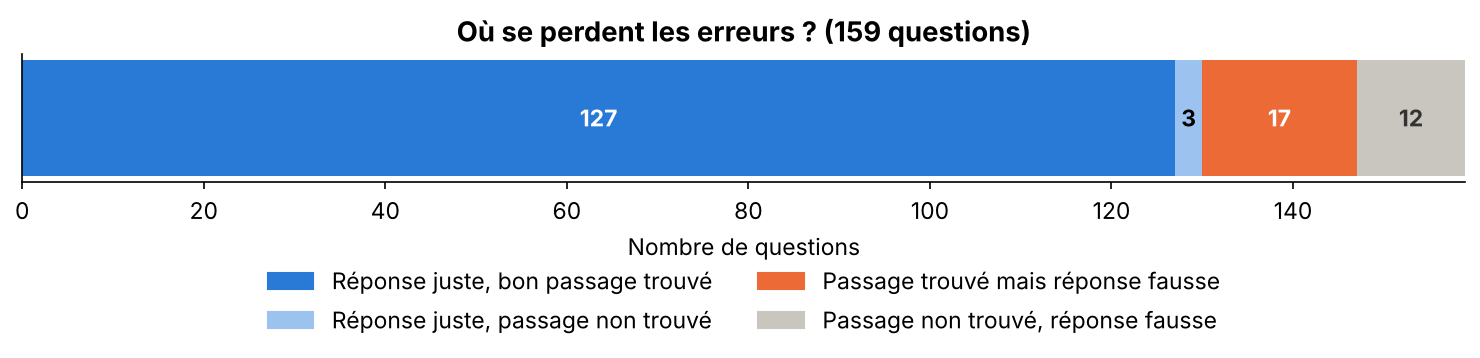 Où se perdent les erreurs ? (159 questions)
127 3 17 12
0 20 40 60 80 100 120 140
Nombre de questions
Réponse juste, bon passage trouvé
Réponse juste, passage non trouvé
Passage trouvé mais réponse fausse
Passage non trouvé, réponse fausse